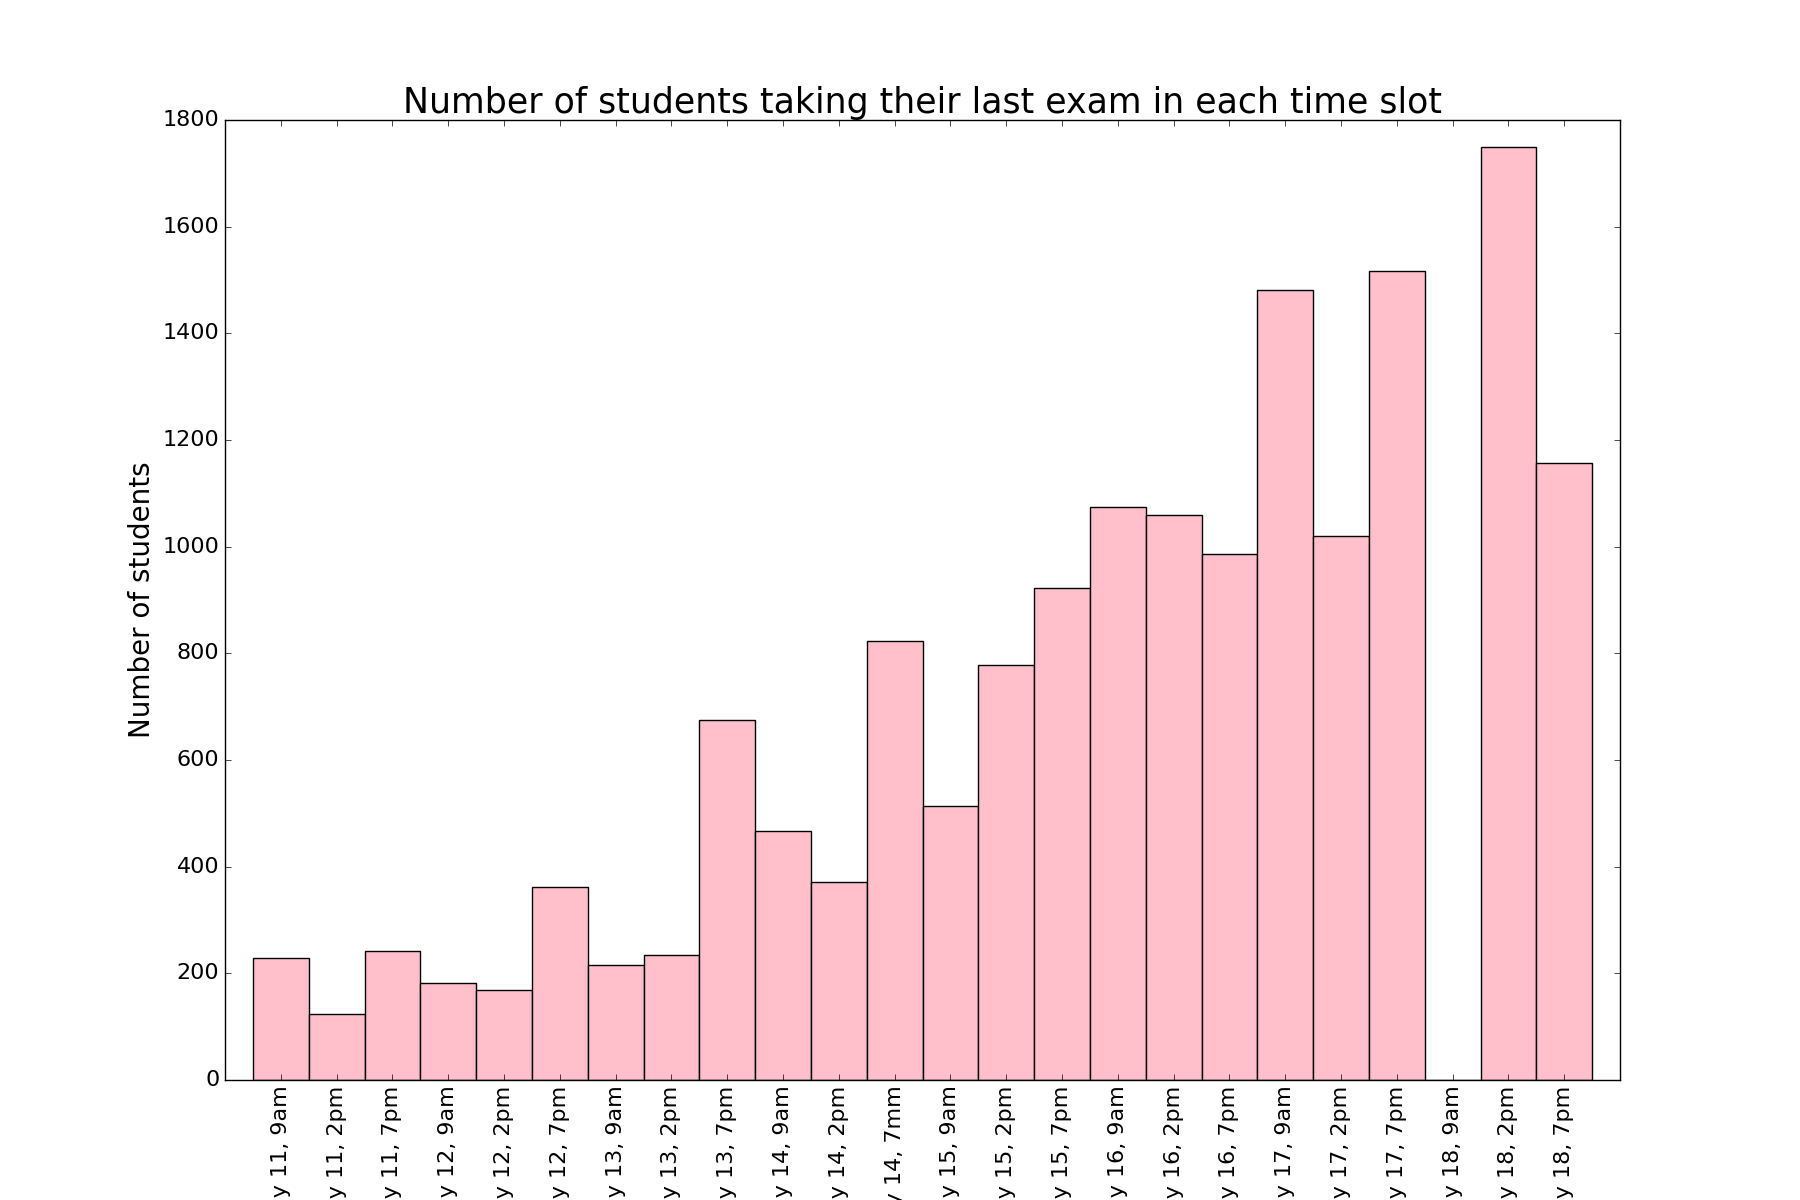 Number of students taking their last exam in each time slot
Number of students
1800
1600
1400
1200
1000
800
600
400
200
0
y 11, 9am
y 11, 2pm
y 11, 7pm
y 12, 9am
y 12, 2pm
y 12, 7pm
y 13, 9am
y 13, 2pm
y 13, 7pm
y 14, 9am
y 14, 2pm
y 14, 7mm
y 15, 9am
y 15, 2pm
y 15, 7pm
y 16, 9am
y 16, 2pm
y 16, 7pm
y 17, 9am
y 17, 2pm
y 17, 7pm
y 18, 9am
y 18, 2pm
y 18, 7pm